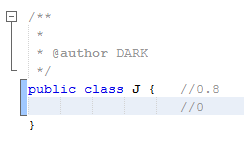 /**
*
* @author DARK
*/
public class J { //0.8
//0
}